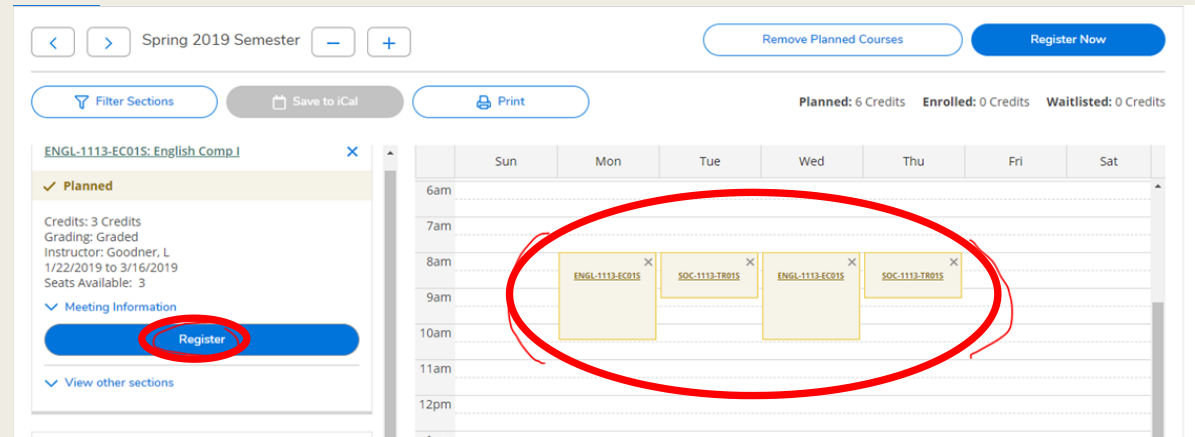 Spring 2019 Semester
Remove Planned Courses
Register Now
Filter Sections
Save to iCal
Print
Planned: 6 Credits Enrolled: 0 Credits Waitlisted: 0 Credits
ENGL-1113-EC01S: English Comp I
Planned
Credits: 3 Credits
Grading: Graded
Instructor: Goodner, L
1/22/2019 to 3/16/2019
Seats Available: 3
Meeting Information
Register
View other sections
Sun Mon Tue Wed Thu Fri Sat
6am
7am
8am
ENGL-1113-EC01S SOC-1113-TR01S ENGL-1113-EC01S SOC-1113-TR01S
9am
10am
11am
12pm